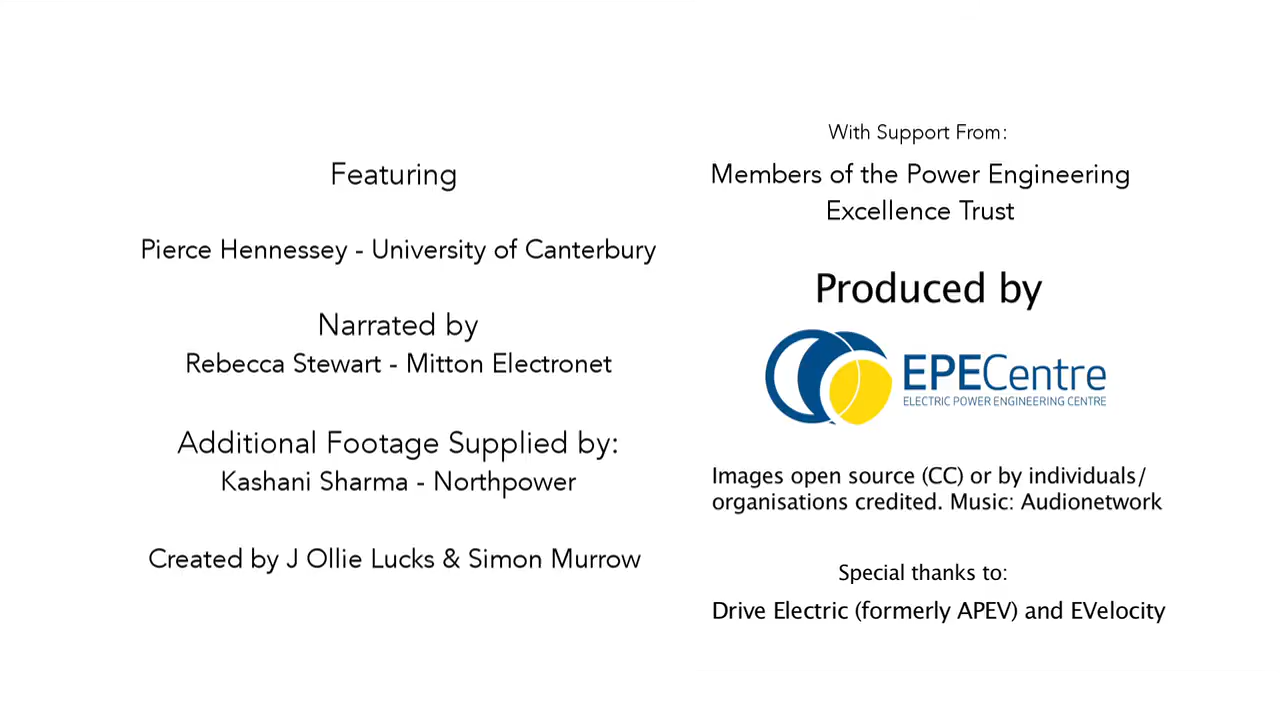 Featuring
Pierce Hennessey - University of Canterbury
Narrated by
Rebecca Stewart - Mitton Electronet
Additional Footage Supplied by:
Kashani Sharma - Northpower
Created by J Ollie Lucks & Simon Murrow
With Support From:
Members of the Power Engineering
Excellence Trust
Produced by
EPECentre
ELECTRIC POWER ENGINEERING CENTRE
Images open source (CC) or by individuals/
organisations credited. Music: Audionetwork
Special thanks to:
Drive Electric (formerly APEV) and EVelocity